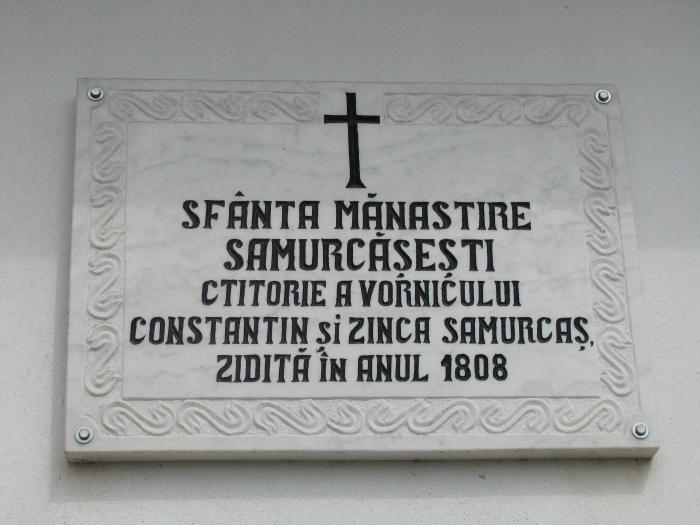 SFÂNTA MĂNASTIRE
SAMURCĂȘEȘTI
CTITORIE A VORNICULUI
CONSTANTIN și ZINCA SAMURCAȘ,
ZIDITĂ ÎN ANUL 1808